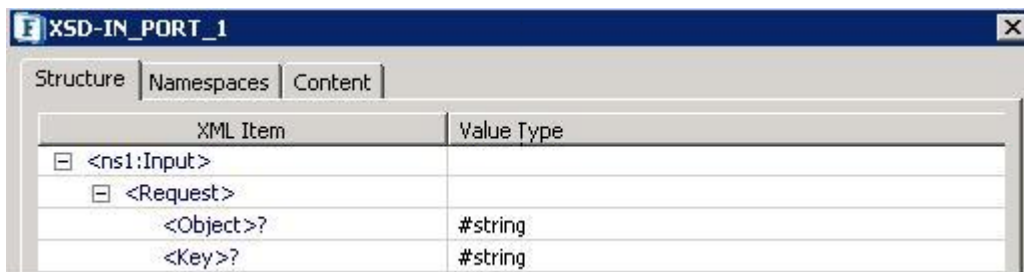 XSD-IN_PORT_1
Structure Namespaces Content
XML Item Value Type
<ns1:Input>
<Request>
<Object>? #string
<Key>? #string